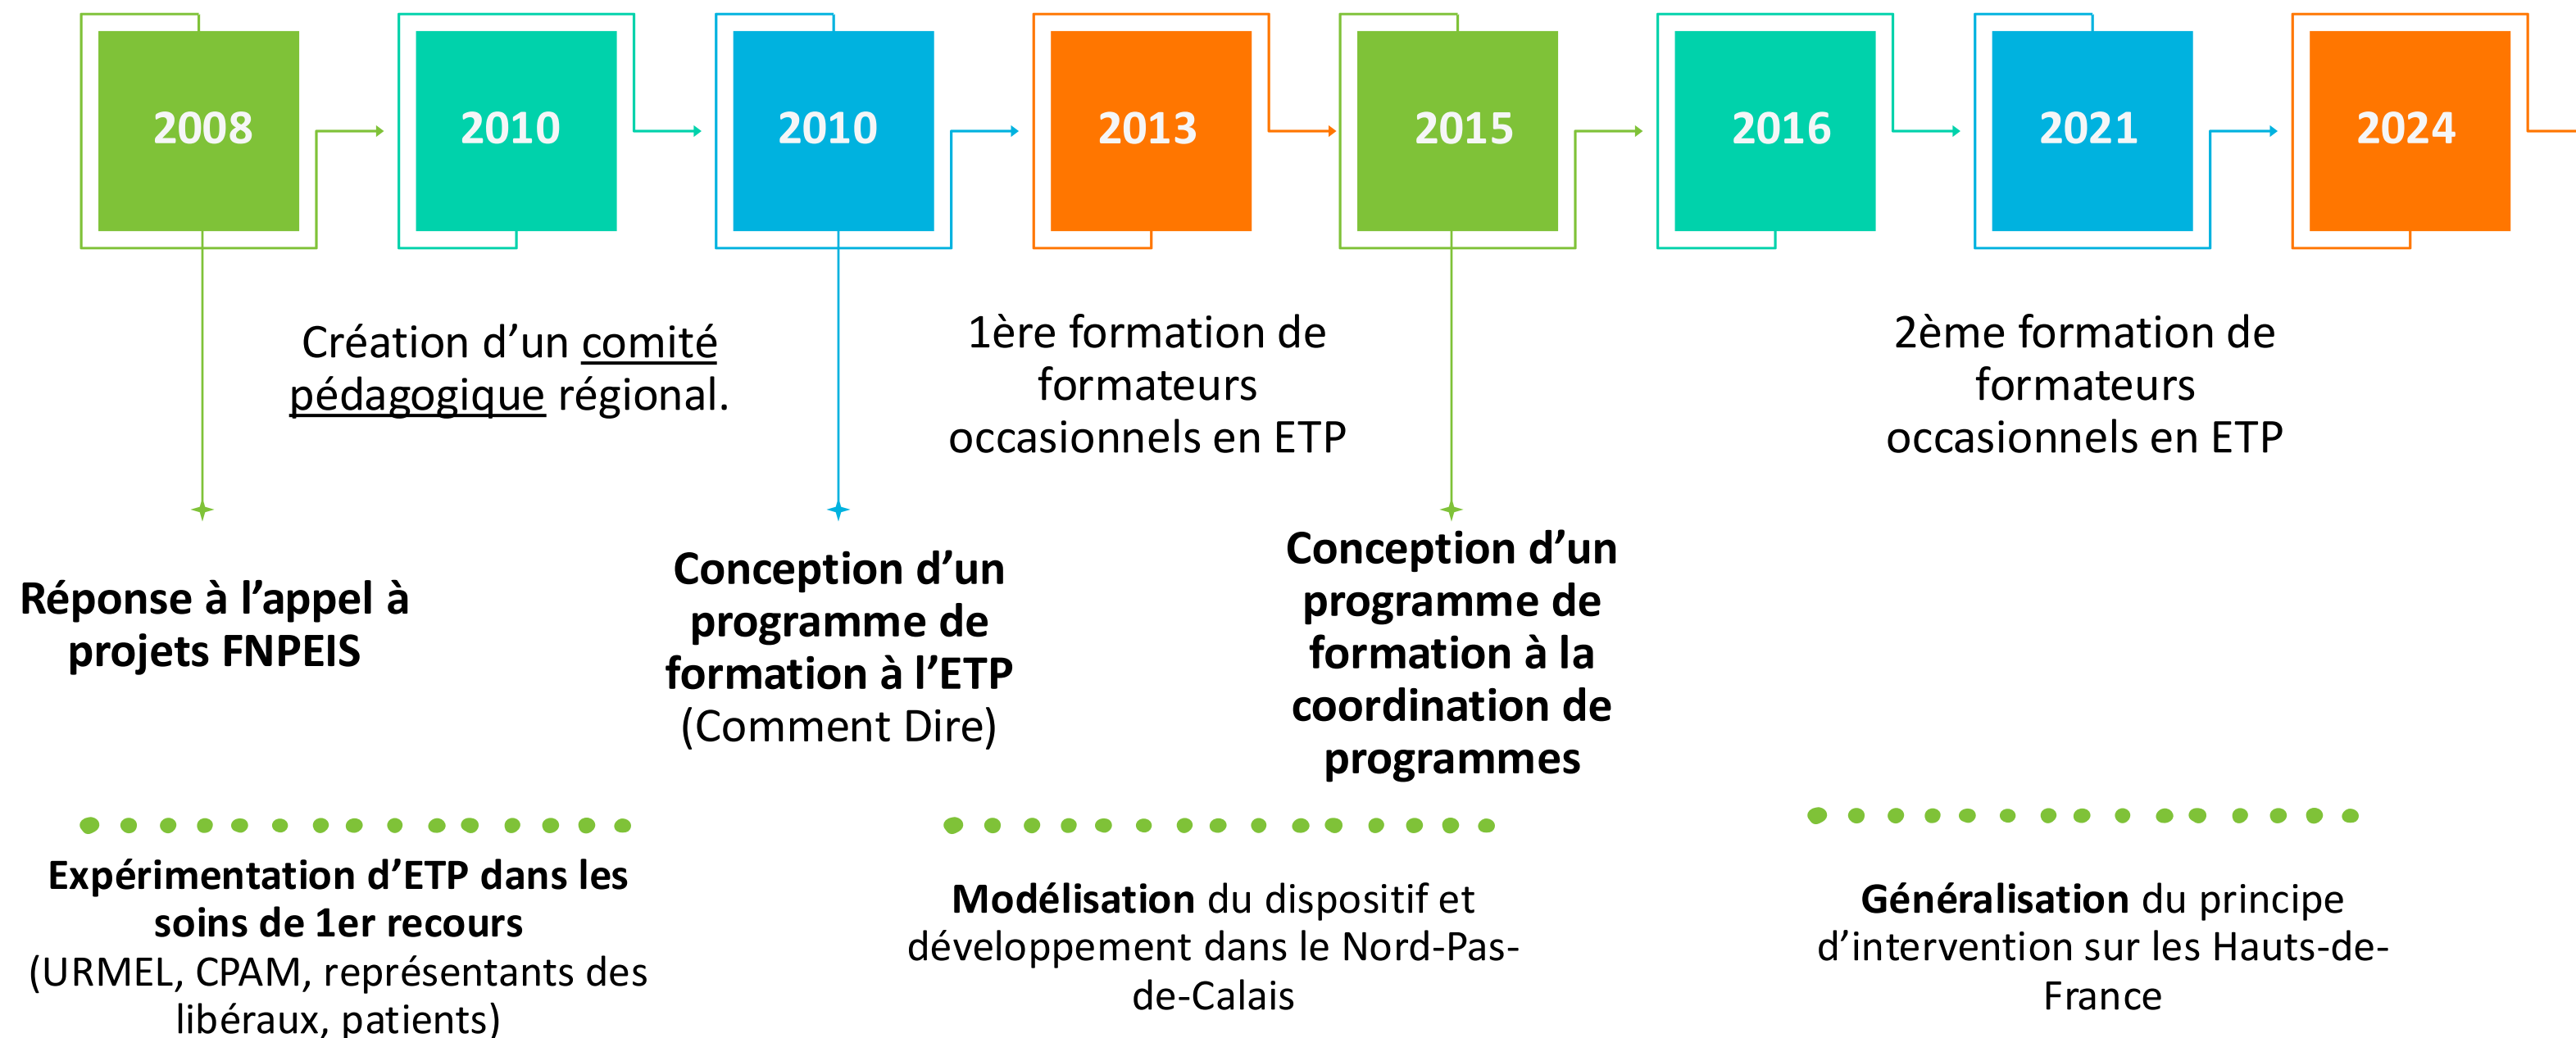 2008
2010
2010
2013
2015
2016
2021
2024
Création d’un comité
pédagogique régional.
1ère formation de
formateurs
occasionnels en ETP
2ème formation de
formateurs
occasionnels en ETP
Réponse à l’appel à
projets FNPEIS
Conception d’un
programme de
formation à l’ETP
(Comment Dire)
Conception d’un
programme de
formation à la
coordination de
programmes
Expérimentation d’ETP dans les
soins de 1er recours
(URMEL, CPAM, représentants des
libéraux, patients)
Modélisation du dispositif et
développement dans le Nord-Pas-
de-Calais
Généralisation du principe
d’intervention sur les Hauts-de-
France